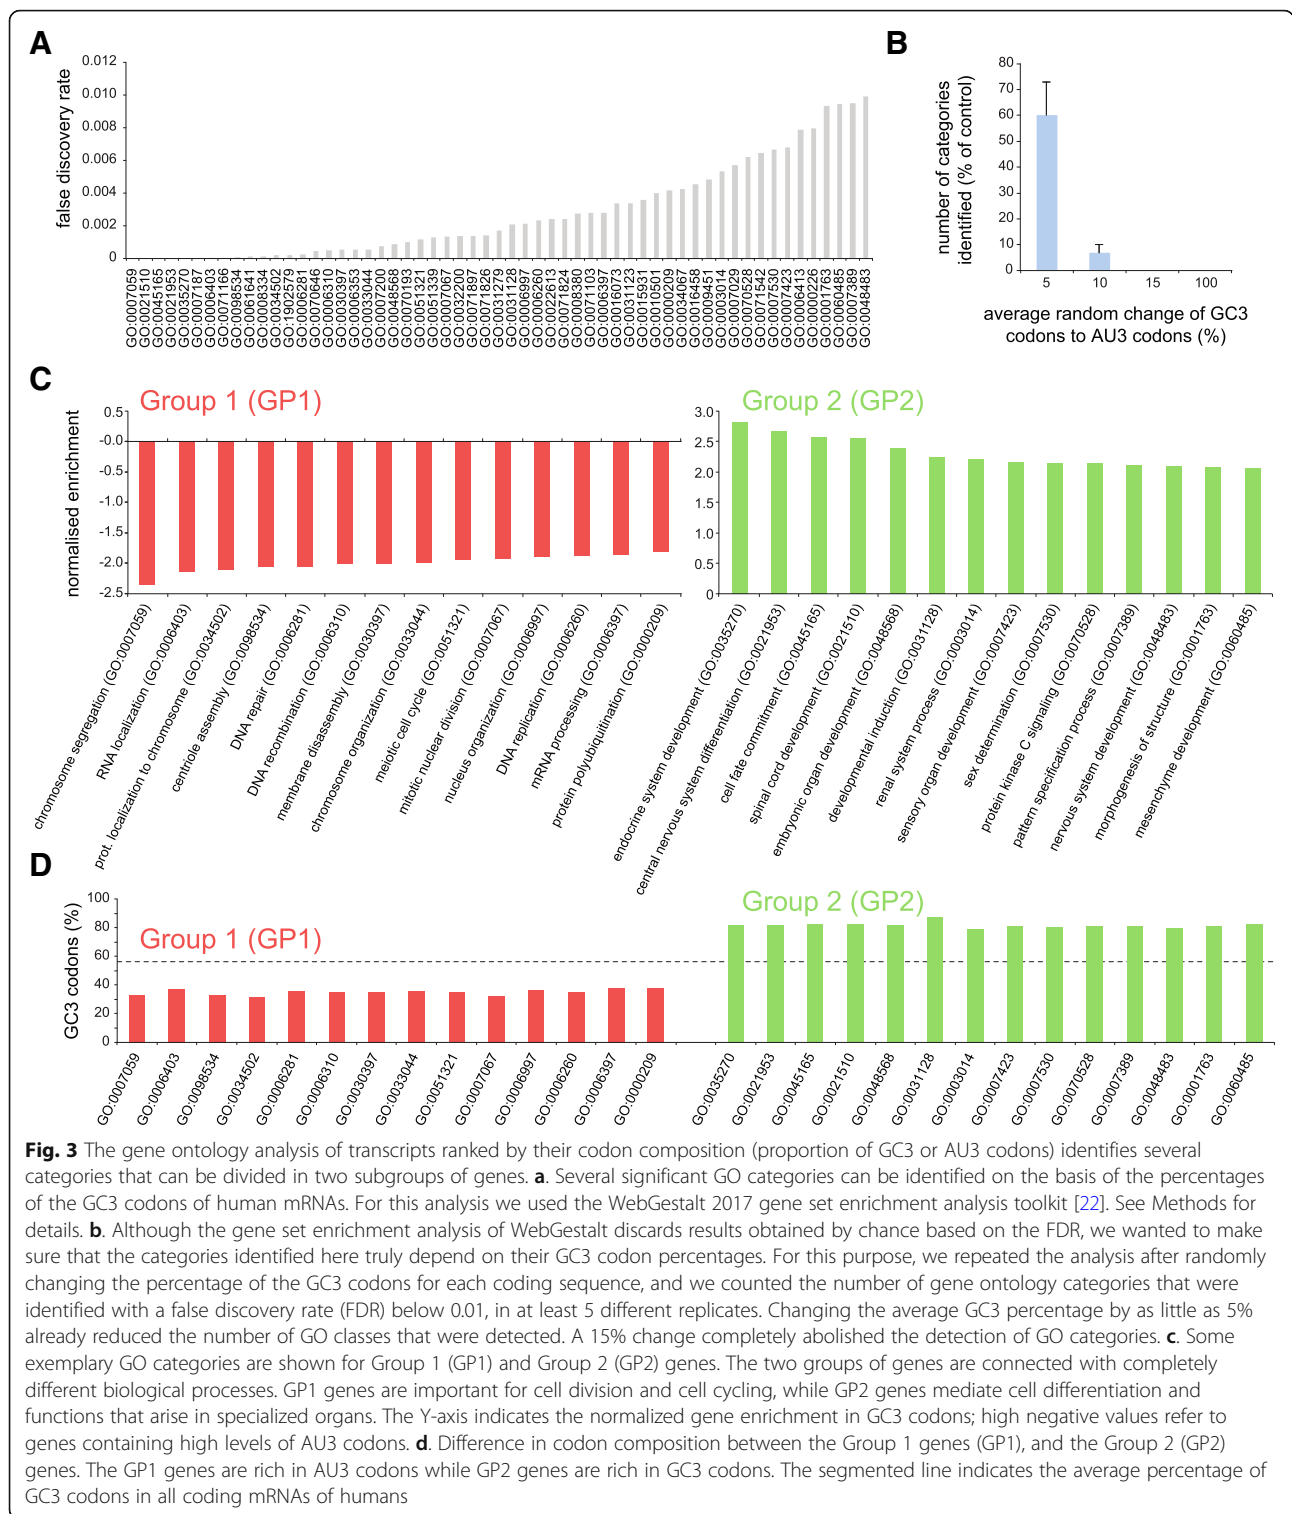 A
false discovery rate
0.012
0.010
0.008
0.006
0.004
0.002
0
GO:0007059
GO:0021510
GO:0045165
GO:0021953
GO:0035270
GO:0007187
GO:0006403
GO:0071166
GO:0098534
GO:0061641
GO:0008334
GO:0034502
GO:1902579
GO:0006281
GO:0070646
GO:0006310
GO:0030397
GO:0006353
GO:0033044
GO:0007200
GO:0048568
GO:0070193
GO:0051321
GO:0051339
GO:0007067
GO:0032200
GO:0071897
GO:0071826
GO:0031279
GO:0031128
GO:0006997
GO:0006260
GO:0022613
GO:0071824
GO:0008380
GO:0071103
GO:0006397
GO:0016073
GO:0031123
GO:0015931
GO:0010501
GO:0000209
GO:0034067
GO:0016458
GO:0009451
GO:0003014
GO:0007029
GO:0070528
GO:0071542
GO:0007530
GO:0007423
GO:0006413
GO:0000226
GO:0001763
GO:0060485
GO:0007389
GO:0048483
B
number of categories
identified (% of control)
80
70
60
50
40
30
20
10
0
5 10 15 100
average random change of GC3
codons to AU3 codons (%)
C
normalised enrichment
Group 1 (GP1)
0.5
-0.0
-0.5
-1.0
-1.5
-2.0
-2.5
chromosome segregation (GO:0007059)
RNA localization (GO:0006403)
prot. localization to chromosome (GO:0034502)
centriole assembly (GO:0098534)
DNA repair (GO:0006281)
DNA recombination (GO:0006310)
membrane disassembly (GO:0030397)
chromosome organization (GO:0033044)
meiotic cell cycle (GO:0051321)
mitotic nuclear division (GO:0007067)
nucleus organization (GO:0006997)
DNA replication (GO:0006260)
mRNA processing (GO:0006397)
protein polyubiquitination (GO:0000209)
Group 2 (GP2)
3.0
2.5
2.0
1.5
1.0
0.5
0
endocrine system development (GO:0035270)
central nervous system differentiation (GO:0021953)
cell fate commitment (GO:0045165)
spinal cord development (GO:0021510)
embryonic organ development (GO:0048568)
developmental induction (GO:0031128)
renal system process (GO:0003014)
sensory organ development (GO:0007423)
sex determination (GO:0007530)
protein kinase C signaling (GO:0070528)
pattern specification process (GO:0007389)
nervous system development (GO:0048483)
morphogenesis of structure (GO:0001763)
mesenchyme development (GO:0060485)
D
GC3 codons (%)
100
80
60
40
20
0
Group 1 (GP1)
Group 2 (GP2)
GO:0007059
GO:0006403
GO:0098534
GO:0034502
GO:0006281
GO:0006310
GO:0030397
GO:0033044
GO:0051321
GO:0007067
GO:0006997
GO:0006260
GO:0006397
GO:0000209
GO:0035270
GO:0021953
GO:0045165
GO:0021510
GO:0048568
GO:0031128
GO:0003014
GO:0007423
GO:0007530
GO:0070528
GO:0007389
GO:0048483
GO:0001763
GO:0060485
Fig. 3 The gene ontology analysis of transcripts ranked by their codon composition (proportion of GC3 or AU3 codons) identifies several
categories that can be divided in two subgroups of genes. a. Several significant GO categories can be identified on the basis of the percentages
of the GC3 codons of human mRNAs. For this analysis we used the WebGestalt 2017 gene set enrichment analysis toolkit [22]. See Methods for
details. b. Although the gene set enrichment analysis of WebGestalt discards results obtained by chance based on the FDR, we wanted to make
sure that the categories identified here truly depend on their GC3 codon percentages. For this purpose, we repeated the analysis after randomly
changing the percentage of the GC3 codons for each coding sequence, and we counted the number of gene ontology categories that were
identified with a false discovery rate (FDR) below 0.01, in at least 5 different replicates. Changing the average GC3 percentage by as little as 5%
already reduced the number of GO classes that were detected. A 15% change completely abolished the detection of GO categories. c. Some
exemplary GO categories are shown for Group 1 (GP1) and Group 2 (GP2) genes. The two groups of genes are connected with completely
different biological processes. GP1 genes are important for cell division and cell cycling, while GP2 genes mediate cell differentiation and
functions that arise in specialized organs. The Y-axis indicates the normalized gene enrichment in GC3 codons; high negative values refer to
genes containing high levels of AU3 codons. d. Difference in codon composition between the Group 1 genes (GP1), and the Group 2 (GP2)
genes. The GP1 genes are rich in AU3 codons while GP2 genes are rich in GC3 codons. The segmented line indicates the average percentage of
GC3 codons in all coding mRNAs of humans